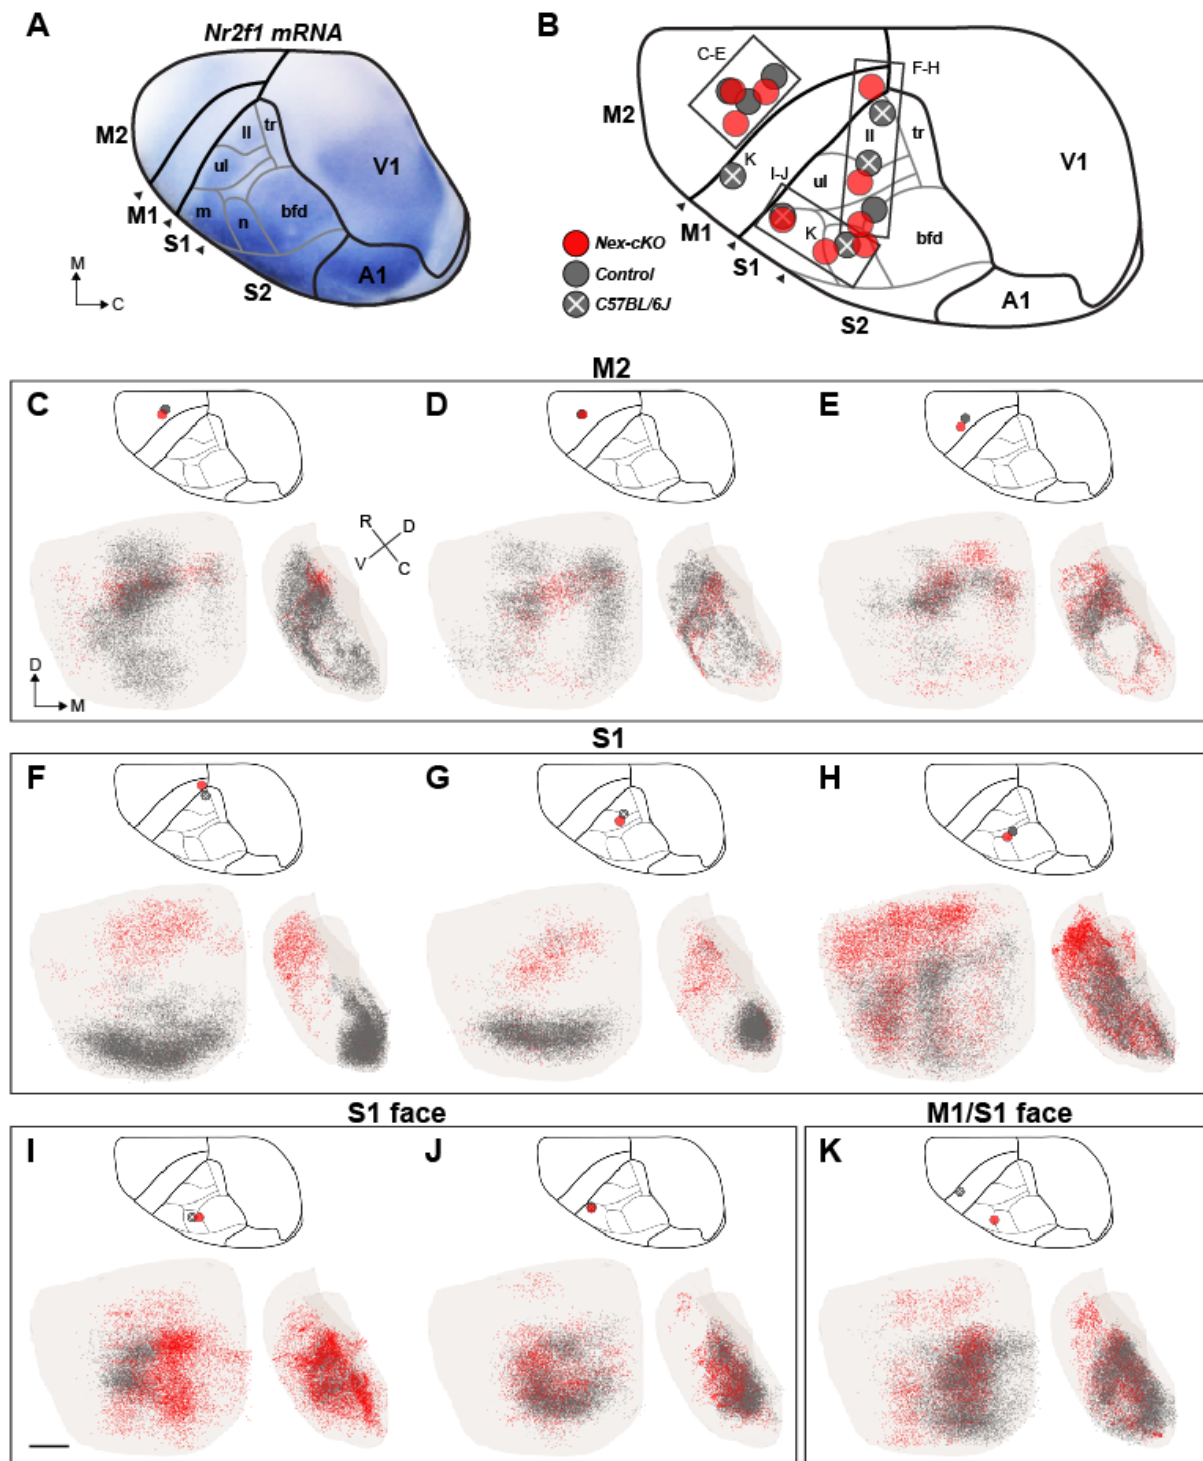 A
Nr2f1 mRNA
M2
ll
tr
ul
V1
m
n
bfd
M1
S1
A1
S2
M
C
B
C-E
F-H
M2
K
ll
tr
V1
I-J
ul
M1
K
bfd
S1
A1
S2
Nex-cKO
Control
C57BL/6J
M2
C
D
E
R
D
V
C
D
M
S1
F
G
H
S1 face
M1/S1 face
I
J
K